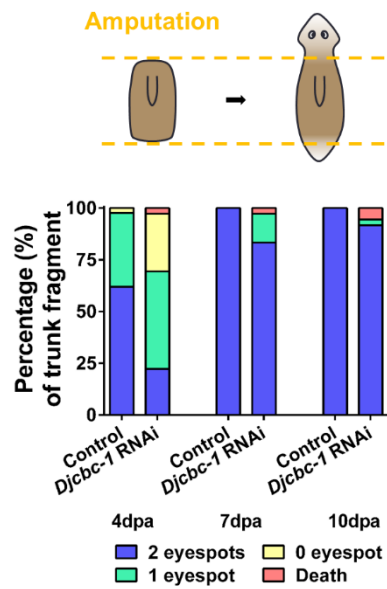 Amputation
Percentage (%)
of trunk fragment
100
75
50
25
0
Control
Djcbc-1 RNAi
Control
Djcbc-1 RNAi
Control
Djcbc-1 RNAi
4dpa
7dpa
10dpa
2 eyespots
0 eyespot
1 eyespot
Death